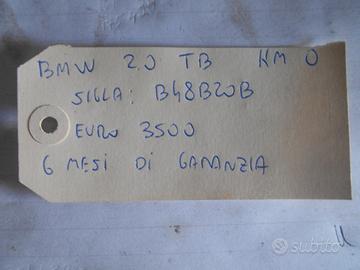 BMW 2.0 TB KM 0
SIGLA: B48B20B
EURO 3500
6 MESI DI GARANZIA
subito